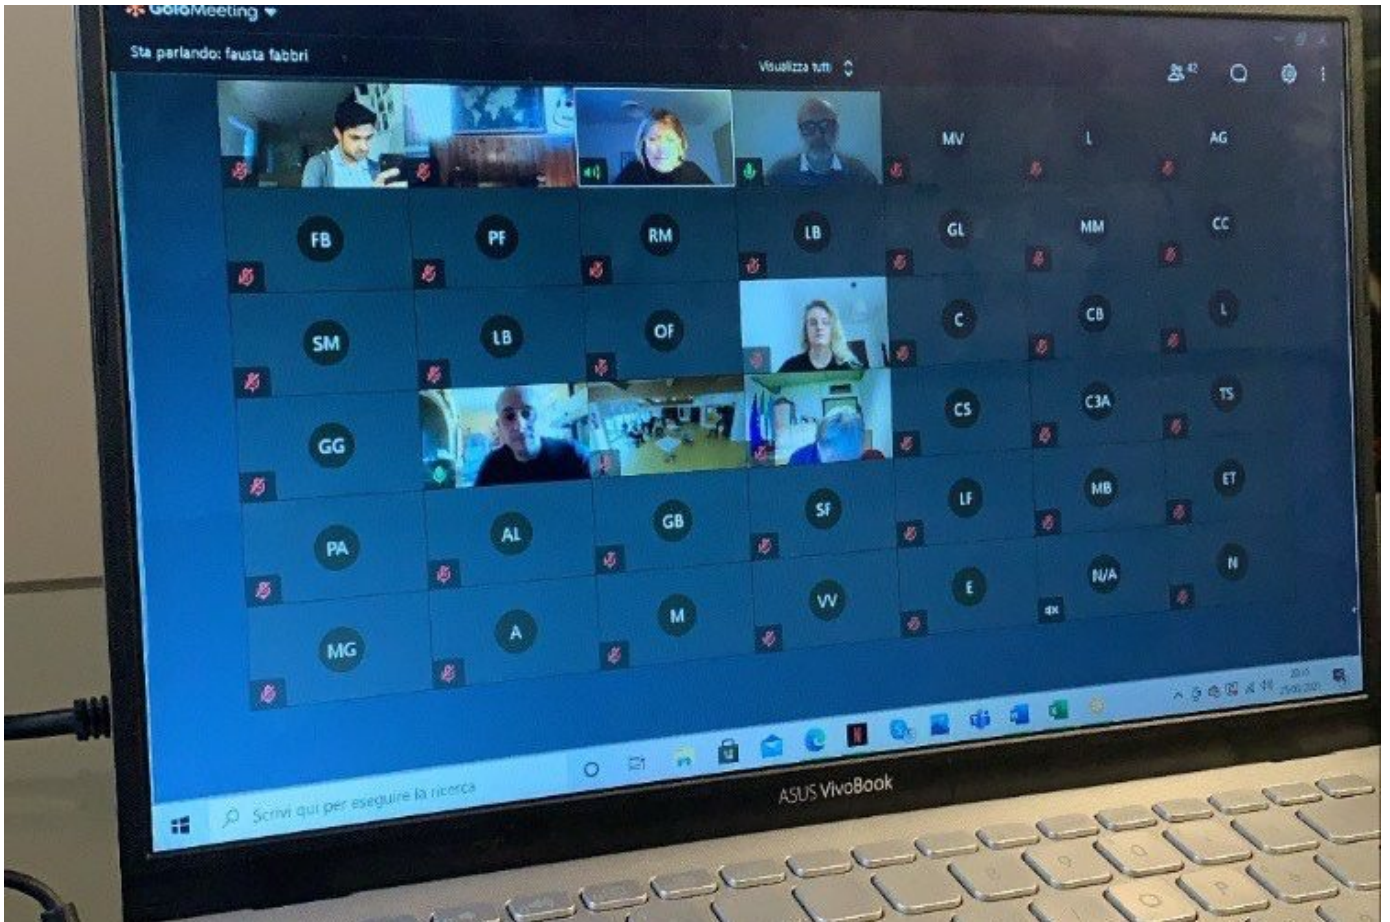 GoToMeeting
Sta parlando: fausta fabbri
Visualizza tutti
42
MV
L
AG
FB
PF
RM
LB
GL
MM
CC
SM
LB
OF
C
CB
L
GG
CS
C3A
TS
PA
AL
GB
SF
LF
MB
ET
MG
A
M
VV
E
N/A
N
Scrivi qui per eseguire la ricerca
ASUS VivoBook